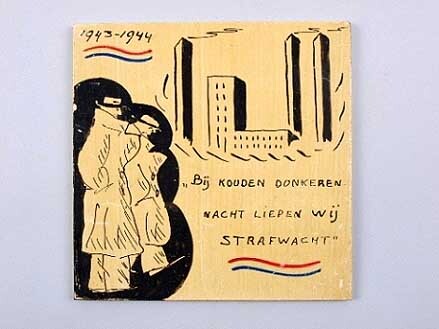 1943-1944
„Bij KOUDEN DONKEREN
NACHT LIEPEN Wij
STRAFWACHT"